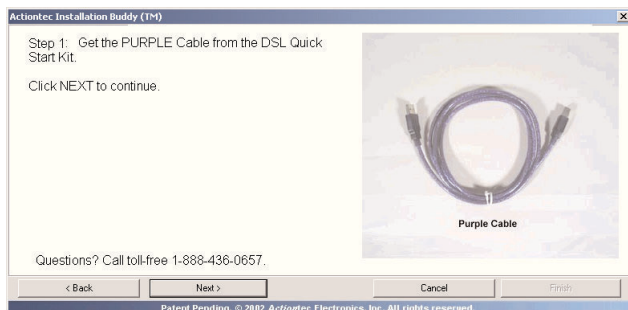 Actiontec Installation Buddy (TM)
Step 1: Get the PURPLE Cable from the DSL Quick
Start Kit.
Click NEXT to continue.
Purple Cable
Questions? Call toll-free 1-888-436-0657.
< Back
Next >
Cancel
Finish
Patent Pending. © 2002 Actiontec Electronics, Inc. All rights reserved.